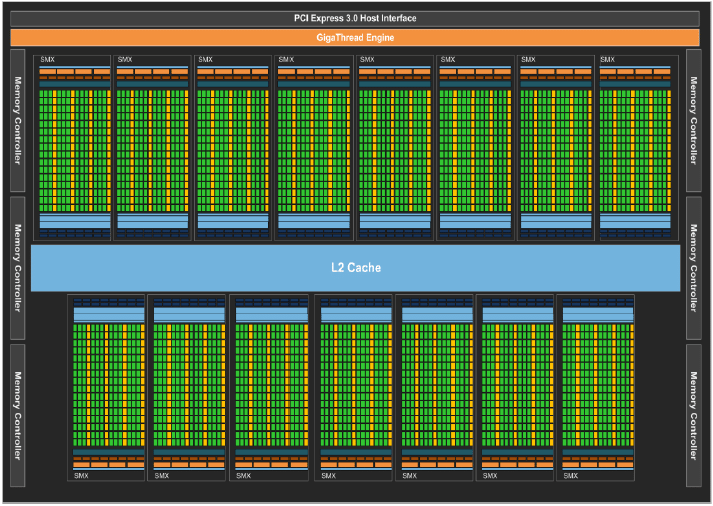 PCI Express 3.0 Host Interface
GigaThread Engine
SMX SMX SMX SMX SMX SMX SMX SMX
Memory Controller
Memory Controller
Memory Controller
Memory Controller
L2 Cache
Memory Controller
Memory Controller
SMX SMX SMX SMX SMX SMX SMX